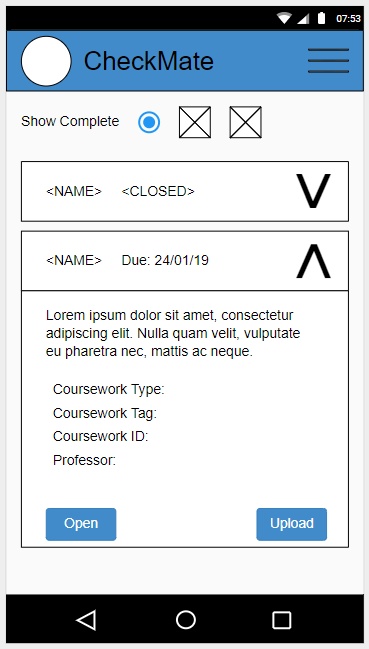 07:53
CheckMate
Show Complete
<NAME> <CLOSED>
<NAME> Due: 24/01/19
Lorem ipsum dolor sit amet, consectetur
adipiscing elit. Nulla quam velit, vulputate
eu pharetra nec, mattis ac neque.
Coursework Type:
Coursework Tag:
Coursework ID:
Professor:
Open Upload